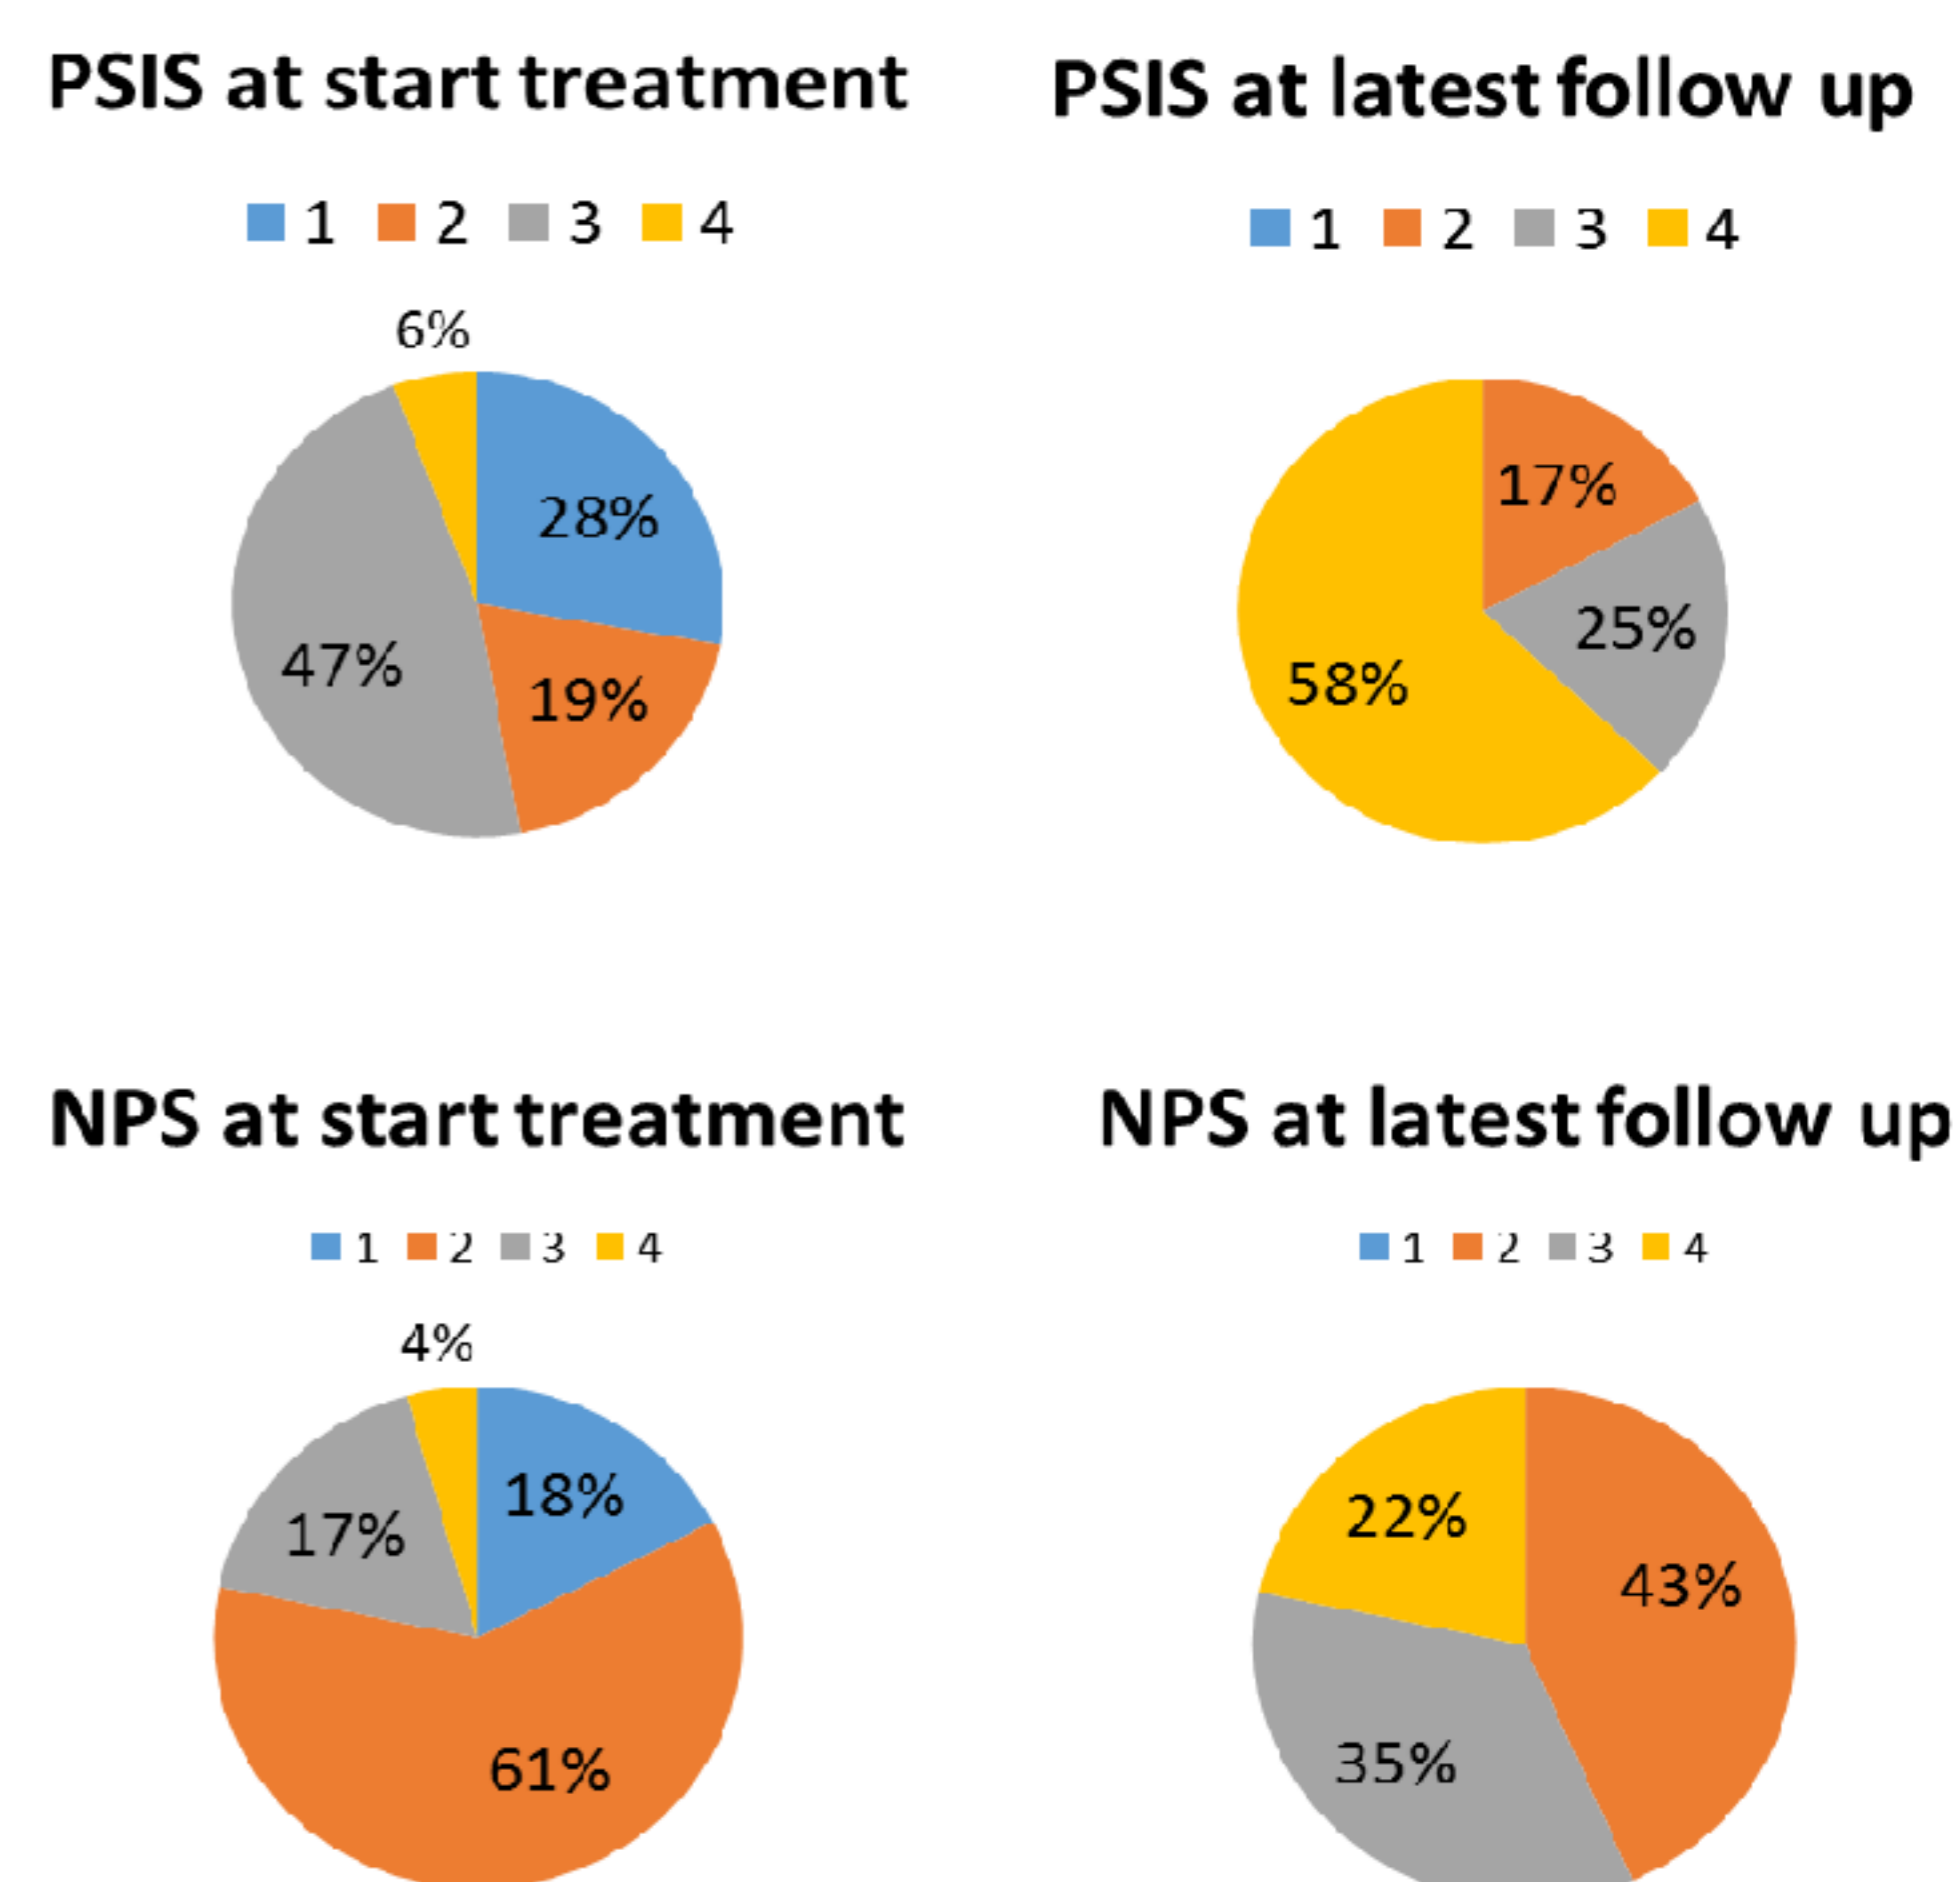 PSIS at start treatment
1 2 3 4
6%
28%
47%
19%
PSIS at latest follow up
1 2 3 4
17%
25%
58%
NPS at start treatment
1 2 3 4
4%
18%
17%
61%
NPS at latest follow up
1 2 3 4
22%
43%
35%